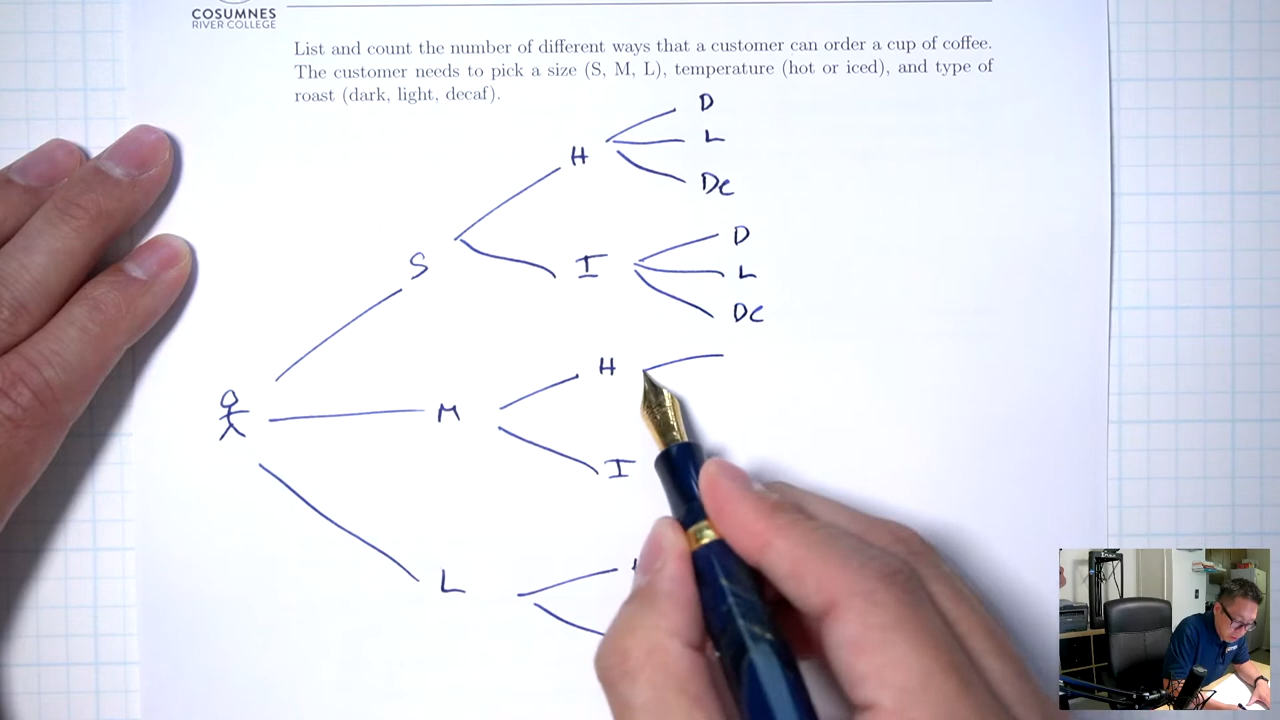 COSUMNES
RIVER COLLEGE
List and count the number of different ways that a customer can order a cup of coffee.
The customer needs to pick a size (S, M, L), temperature (hot or iced), and type of
roast (dark, light, decaf).
D
H
L
DC
S
D
I
L
DC
H
M
I
L